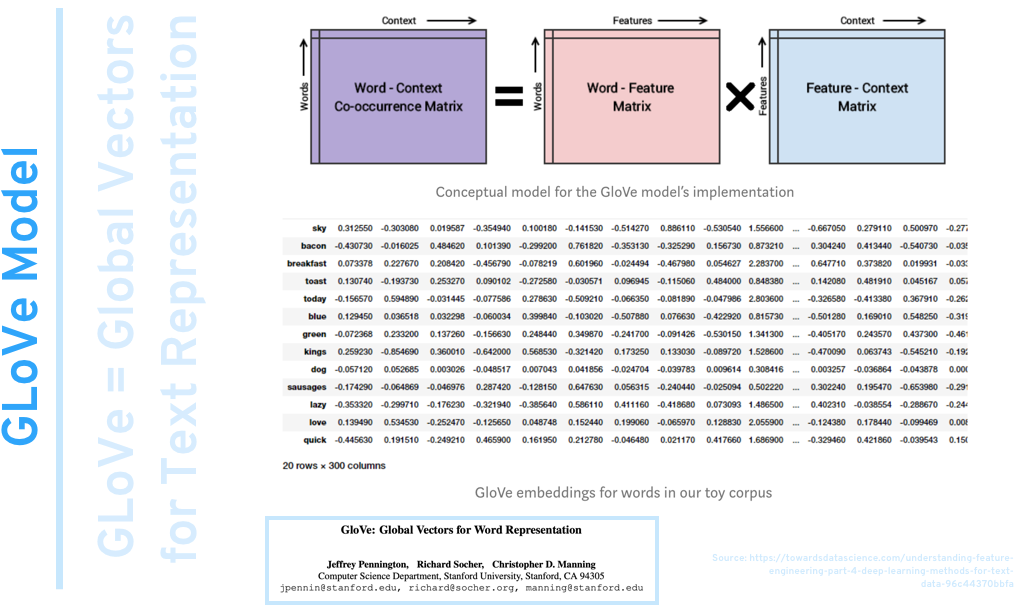 GLoVe Model
GLoVe = Global Vectors
for Text Representation
Context
Words
Word - Context
Co-occurrence Matrix
=
Features
Words
Word - Feature
Matrix
×
Context
Features
Feature - Context
Matrix
Conceptual model for the GloVe model's implementation
sky 0.312550 -0.303080 0.019587 -0.354940 0.100180 -0.141530 -0.514270 0.886110 -0.530540 1.556600 ... -0.667050 0.279110 0.500970 -0.277
bacon -0.430730 -0.016025 0.484620 0.101390 -0.299200 0.761820 -0.353130 -0.325290 0.156730 0.873210 ... 0.304240 0.413440 -0.540730 -0.035
breakfast 0.073378 0.227670 0.208420 -0.456790 -0.078219 0.601960 -0.024494 -0.467980 0.054627 2.283700 ... 0.647710 0.373820 0.019931 -0.033
toast 0.130740 -0.193730 0.253270 0.090102 -0.272580 -0.030571 0.096945 -0.115060 0.484000 0.848380 ... 0.142080 0.481910 0.045167 0.057
today -0.156570 0.594890 -0.031445 -0.077586 0.278630 -0.509210 -0.066350 -0.081890 -0.047986 2.803600 ... -0.326580 -0.413380 0.367910 -0.262
blue 0.129450 0.036518 0.032298 -0.060034 0.399840 -0.103020 -0.507880 0.076630 -0.422920 0.815730 ... -0.501280 0.169010 0.548250 -0.319
green -0.072368 0.233200 0.137260 -0.156630 0.248440 0.349870 -0.241700 -0.091426 -0.530150 1.341300 ... -0.405170 0.243570 0.437300 -0.461
kings 0.259230 -0.854690 0.360010 -0.642000 0.568530 -0.321420 0.173250 0.133030 -0.089720 1.528600 ... -0.470090 0.063743 -0.545210 -0.192
dog -0.057120 0.052685 0.003026 -0.048517 0.007043 0.041856 -0.024704 -0.039783 0.009614 0.308416 ... 0.003257 -0.036864 -0.043878 0.000
sausages -0.174290 -0.064869 -0.046976 0.287420 -0.128150 0.647630 0.056315 -0.240440 -0.025094 0.502220 ... 0.302240 0.195470 -0.653980 -0.291
lazy -0.353320 -0.299710 -0.176230 -0.321940 -0.385640 0.586110 0.411160 -0.418680 0.073093 1.486500 ... 0.402310 -0.038554 -0.288670 -0.244
love 0.139490 0.534530 -0.252470 -0.125650 0.048748 0.152440 0.199060 -0.065970 0.128830 2.055900 ... -0.124380 0.178440 -0.099469 0.008
quick -0.445630 0.191510 -0.249210 0.465900 0.161950 0.212780 -0.046480 0.021170 0.417660 1.686900 ... -0.329460 0.421860 -0.039543 0.150
20 rows × 300 columns
GloVe embeddings for words in our toy corpus
GloVe: Global Vectors for Word Representation
Jeffrey Pennington, Richard Socher, Christopher D. Manning
Computer Science Department, Stanford University, Stanford, CA 94305
jpennin@stanford.edu, richard@socher.org, manning@stanford.edu
Source: https://towardsdatascience.com/understanding-feature-
engineering-part-4-deep-learning-methods-for-text-
data-96c44370bbfa